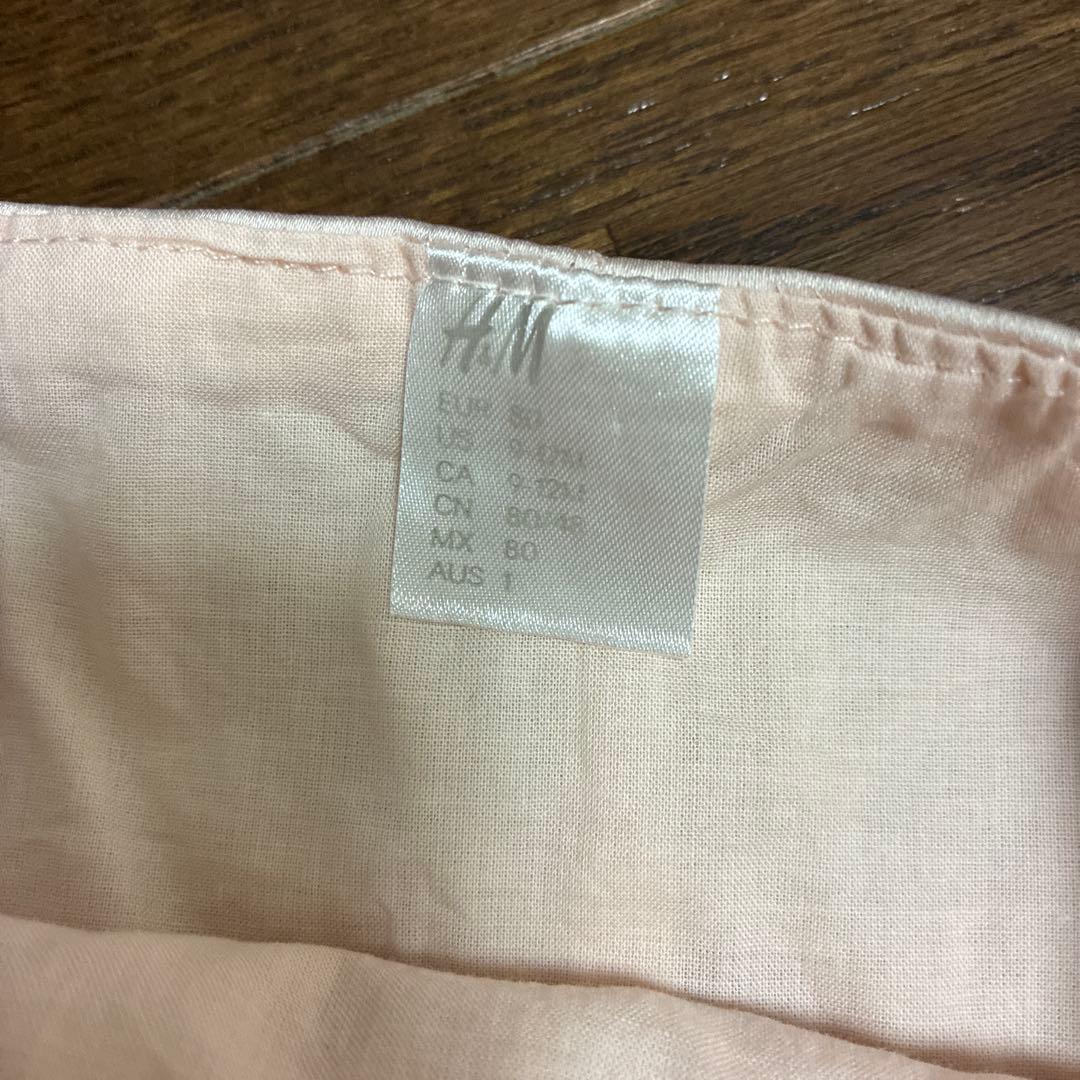 H&M
EUR 80
US 9-12M
CA 9-12M
CN 80/48
MX 80
AUS 1